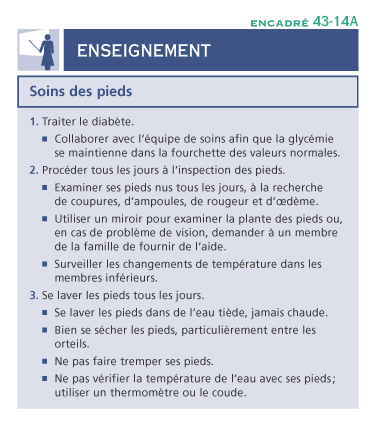 ENCADRÉ 43-14A
ENSEIGNEMENT
Soins des pieds
1. Traiter le diabète.
■ Collaborer avec l'équipe de soins afin que la glycémie
se maintienne dans la fourchette des valeurs normales.
2. Procéder tous les jours à l'inspection des pieds.
■ Examiner ses pieds nus tous les jours, à la recherche
de coupures, d'ampoules, de rougeur et d'œdème.
■ Utiliser un miroir pour examiner la plante des pieds ou,
en cas de problème de vision, demander à un membre
de la famille de fournir de l'aide.
■ Surveiller les changements de température dans les
membres inférieurs.
3. Se laver les pieds tous les jours.
■ Se laver les pieds dans de l'eau tiède, jamais chaude.
■ Bien se sécher les pieds, particulièrement entre les
orteils.
■ Ne pas faire tremper ses pieds.
■ Ne pas vérifier la température de l'eau avec ses pieds;
utiliser un thermomètre ou le coude.